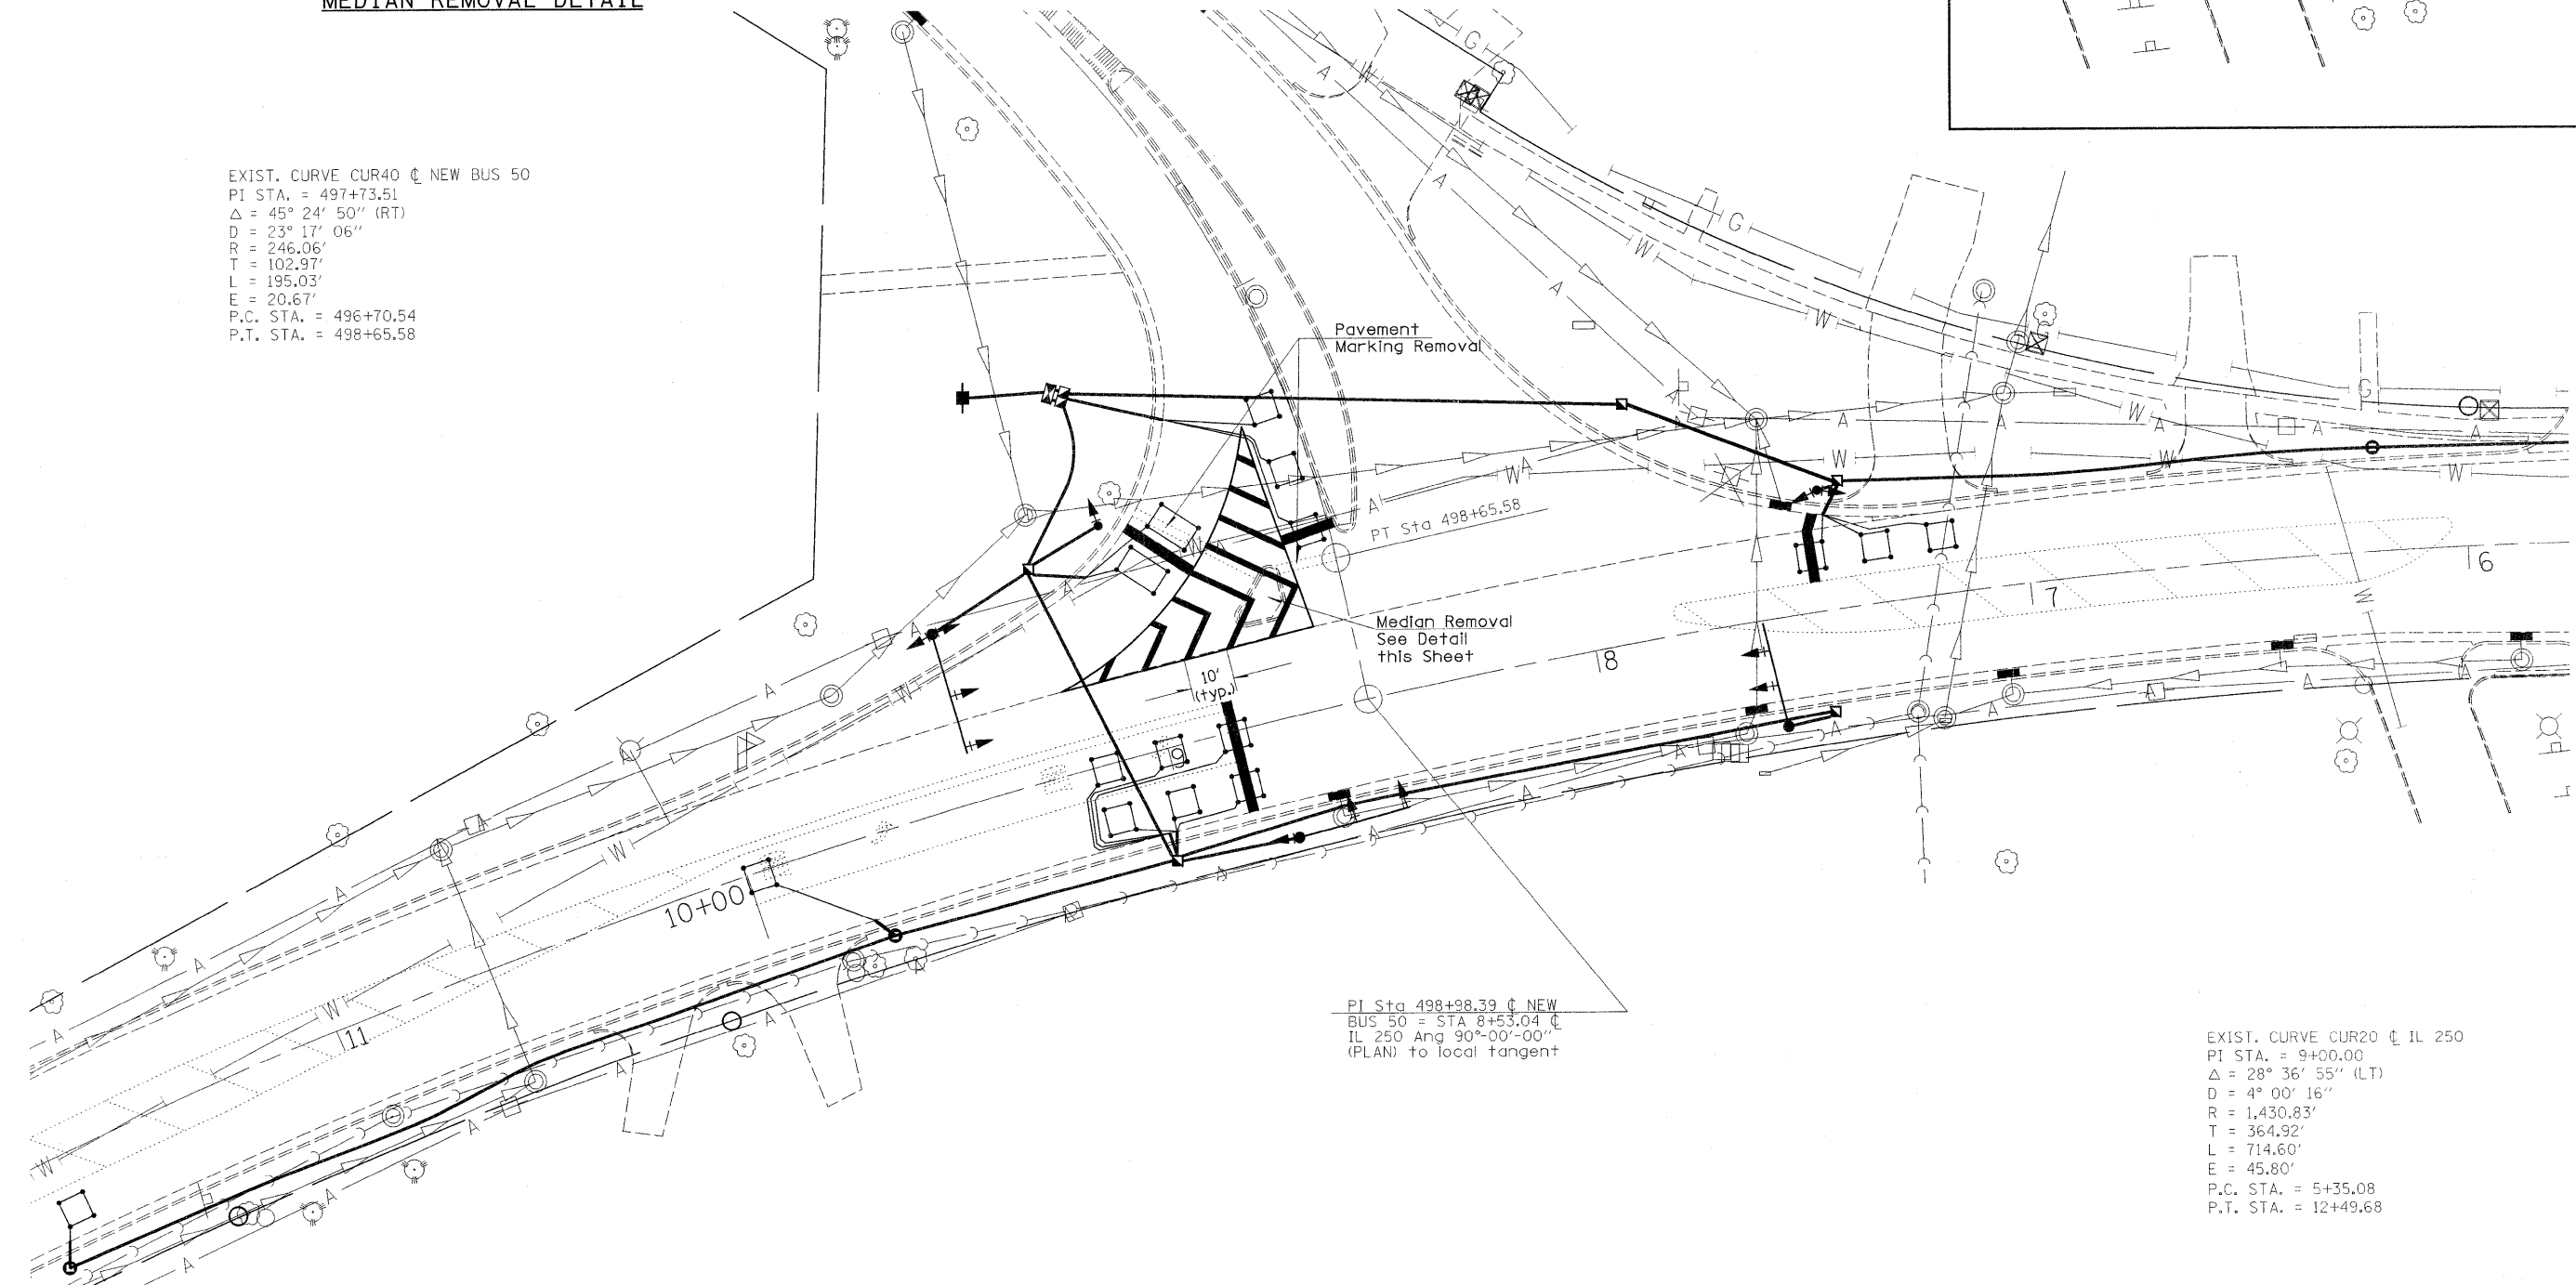 MEDIAN REMOVAL DETAIL
EXIST. CURVE CUR40 ℄ NEW BUS 50
PI STA. = 497+73.51
Δ = 45° 24' 50" (RT)
D = 23° 17' 06"
R = 246.06'
T = 102.97'
L = 195.03'
E = 20.67'
P.C. STA. = 496+70.54
P.T. STA. = 498+65.58
Pavement
Marking Removal
PT Sta 498+65.58
Median Removal
See Detail
this Sheet
10'
(typ.)
6
7
8
9
10+00
11
PI Sta 498+98.39 ℄ NEW
BUS 50 = STA 8+53.04 ℄
IL 250 Ang 90°-00'-00"
(PLAN) to local tangent
EXIST. CURVE CUR20 ℄ IL 250
PI STA. = 9+00.00
Δ = 28° 36' 55" (LT)
D = 4° 00' 16"
R = 1,430.83'
T = 364.92'
L = 714.60'
E = 45.80'
P.C. STA. = 5+35.08
P.T. STA. = 12+49.68
G
G
G
W
W
W
W
W
W
W
W
W
W
W
W
A
A
A
A
A
A
A
A
A
A
A
A